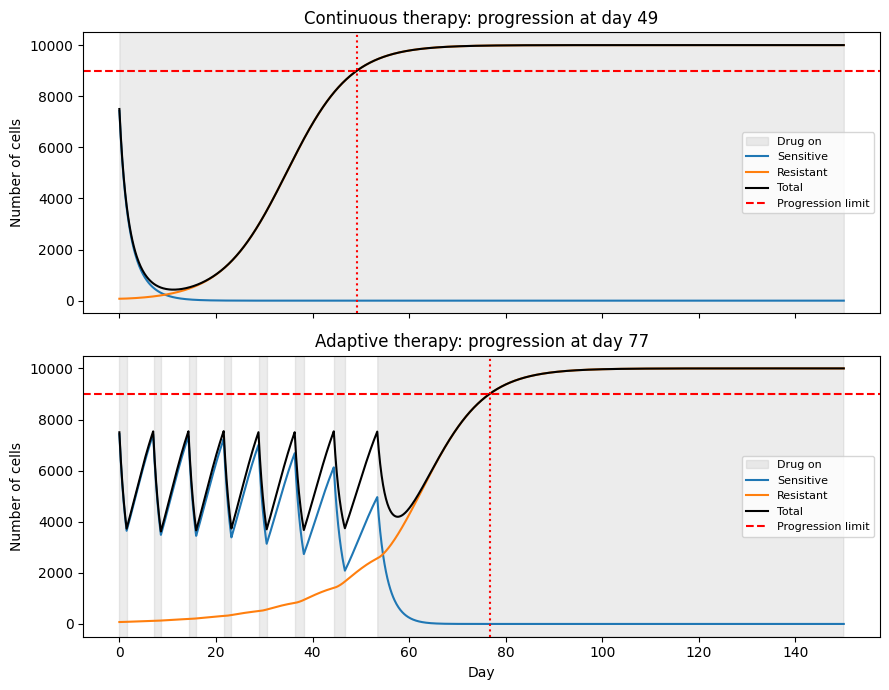 Continuous therapy: progression at day 49
Number of cells
10000
8000
6000
4000
2000
0
Drug on
Sensitive
Resistant
Total
Progression limit
Adaptive therapy: progression at day 77
Number of cells
10000
8000
6000
4000
2000
0
Drug on
Sensitive
Resistant
Total
Progression limit
0 20 40 60 80 100 120 140
Day